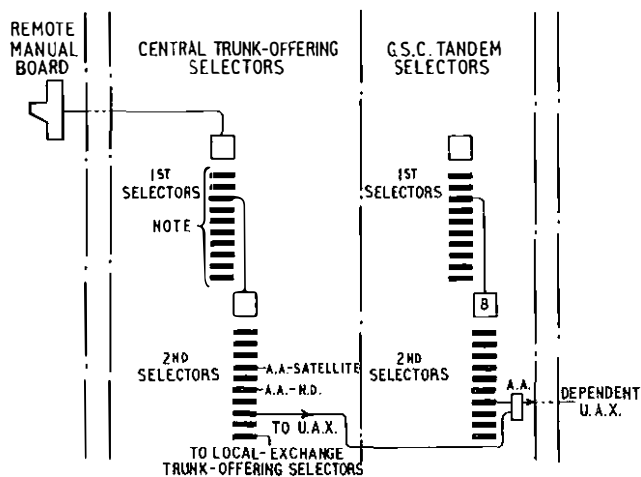 REMOTE
MANUAL
BOARD
CENTRAL TRUNK-OFFERING
SELECTORS
G.S.C. TANDEM
SELECTORS
1ST
SELECTORS
NOTE
1ST
SELECTORS
8
2ND
SELECTORS
A.A.-SATELLITE
A.A.-N.D.
TO U.A.X.
TO LOCAL-EXCHANGE
TRUNK-OFFERING SELECTORS
2ND
SELECTORS
A.A.
DEPENDENT
U.A.X.